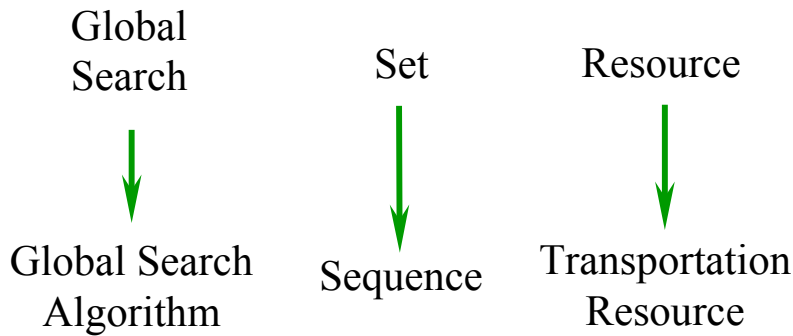 Global
Search
Set
Resource
Global Search
Algorithm
Sequence
Transportation
Resource